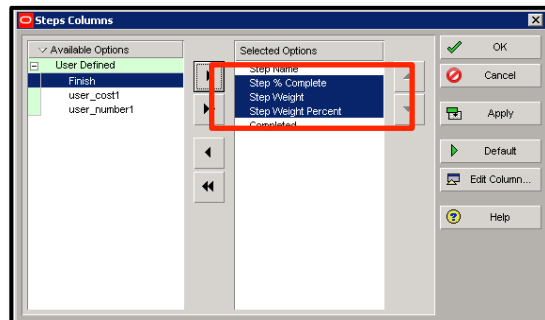 Steps Columns
Available Options
User Defined
Finish
user_cost1
user_number1
Selected Options
Step Name
Step % Complete
Step Weight
Step Weight Percent
Completed
OK
Cancel
Apply
Default
Edit Column...
Help